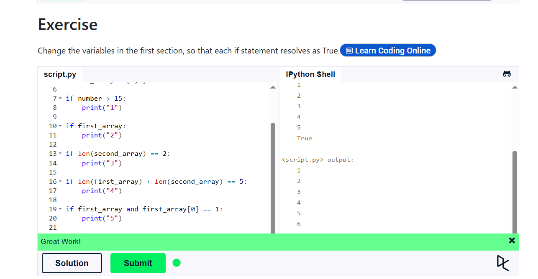 Exercise
Change the variables in the first section, so that each if statement resolves as True Learn Coding Online
script.py
IPython Shell
6
7 if number > 15:
8     print("1")
9
10 if first_array:
11     print("2")
12
13 if len(second_array) == 2:
14     print("3")
15
16 if len(first_array) + len(second_array) == 5:
17     print("4")
18
19 if first_array and first_array[0] == 1:
20     print("5")
21
1
2
3
4
5
True
<script.py> output:
1
2
3
4
5
6
Great Work!
Solution
Submit